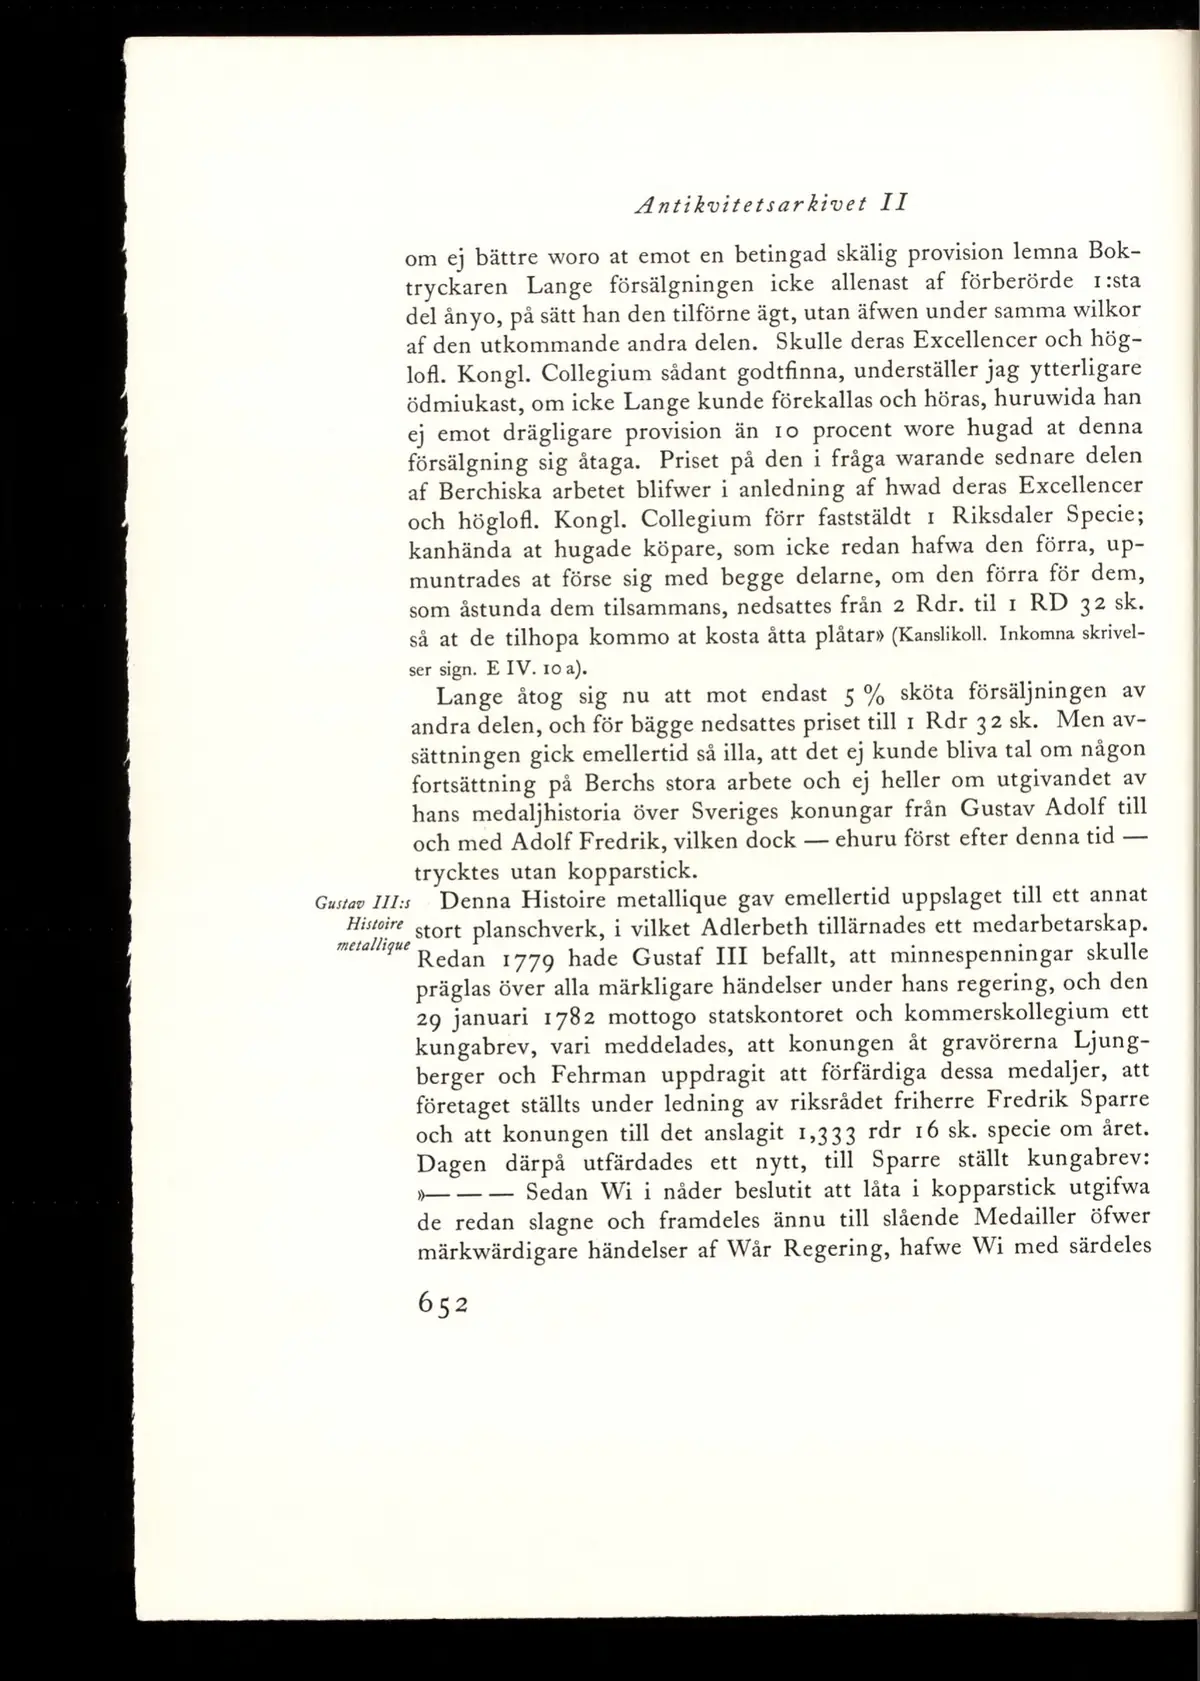 Antikvitetsarkivet II
om ej bättre woro at emot en betingad skälig provision lemna Bok-
tryckaren Lange försälgningen icke allenast af förberörde 1:sta
del ånyo, på sätt han den tilförne ägt, utan äfwen under samma wilkor
af den utkommande andra delen. Skulle deras Excellencer och hög-
lofl. Kongl. Collegium sådant godtfinna, underställer jag ytterligare
ödmiukast, om icke Lange kunde förekallas och höras, huruwida han
ej emot drägligare provision än 10 procent wore hugad at denna
försälgning sig åtaga. Priset på den i fråga warande sednare delen
af Berchiska arbetet blifwer i anledning af hwad deras Excellencer
och höglofl. Kongl. Collegium förr faststäldt 1 Riksdaler Specie;
kanhända at hugade köpare, som icke redan hafwa den förra, up-
muntrades at förse sig med begge delarne, om den förra för dem,
som åstunda dem tilsammans, nedsattes från 2 Rdr. til 1 RD 32 sk.
så at de tilhopa kommo at kosta åtta plåtar» (Kanslikoll. Inkomna skrivel-
ser sign. E IV. 10 a).
Lange åtog sig nu att mot endast 5 % sköta försäljningen av
andra delen, och för bägge nedsattes priset till 1 Rdr 32 sk. Men av-
sättningen gick emellertid så illa, att det ej kunde bliva tal om någon
fortsättning på Berchs stora arbete och ej heller om utgivandet av
hans medaljhistoria över Sveriges konungar från Gustav Adolf till
och med Adolf Fredrik, vilken dock — ehuru först efter denna tid —
trycktes utan kopparstick.
Gustav III:s
Histoire
metallique
Denna Histoire metallique gav emellertid uppslaget till ett annat
stort planschverk, i vilket Adlerbeth tillärnades ett medarbetarskap.
Redan 1779 hade Gustaf III befallt, att minnespenningar skulle
präglas över alla märkligare händelser under hans regering, och den
29 januari 1782 mottogo statskontoret och kommerskollegium ett
kungabrev, vari meddelades, att konungen åt gravörerna Ljung-
berger och Fehrman uppdragit att förfärdiga dessa medaljer, att
företaget ställts under ledning av riksrådet friherre Fredrik Sparre
och att konungen till det anslagit 1,333 rdr 16 sk. specie om året.
Dagen därpå utfärdades ett nytt, till Sparre ställt kungabrev:
»— — — Sedan Wi i nåder beslutit att låta i kopparstick utgifwa
de redan slagne och framdeles ännu till slående Medailler öfwer
märkwärdigare händelser af Wår Regering, hafwe Wi med särdeles
652